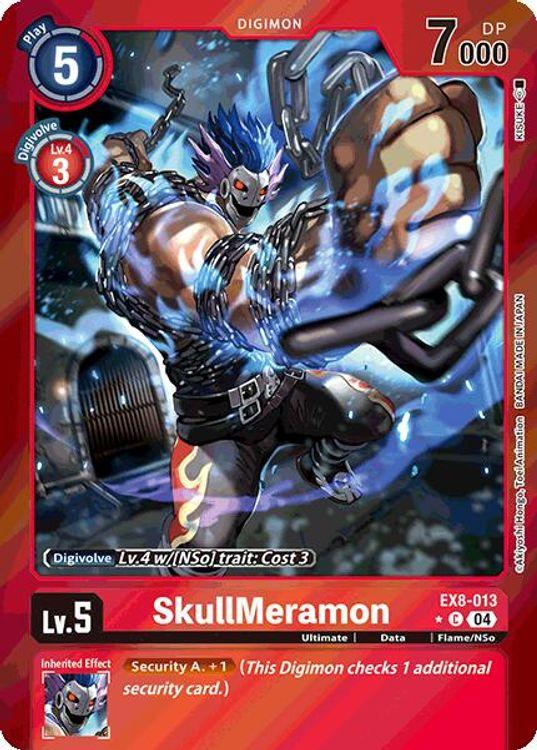 Play
DIGIMON
DP
5
7000
Digivolve
Lv.4
3
KISUKE
©Akiyoshi Hongo, Toei Animation BANDAI MADE IN JAPAN
Digivolve Lv.4 w/[NSo] trait: Cost 3
Lv.5
SkullMeramon
EX8-013
C 04
Ultimate | Data | Flame/NSo
Inherited Effect
Security A. +1 (This Digimon checks 1 additional
security card.)